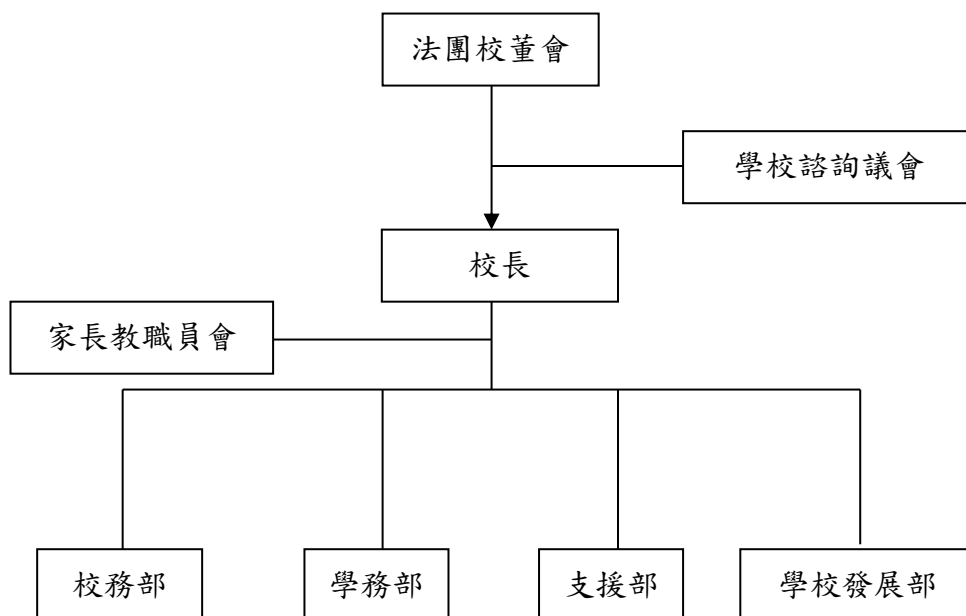 法團校董會
學校諮詢議會
校長
家長教職員會
校務部
學務部
支援部
學校發展部